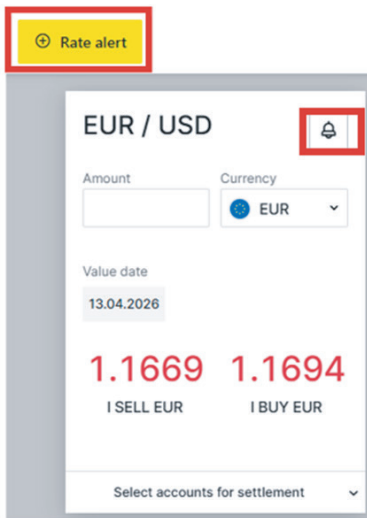 Rate alert
EUR / USD
Amount Currency
EUR
Value date
13.04.2026
1.1669 1.1694
I SELL EUR I BUY EUR
Select accounts for settlement